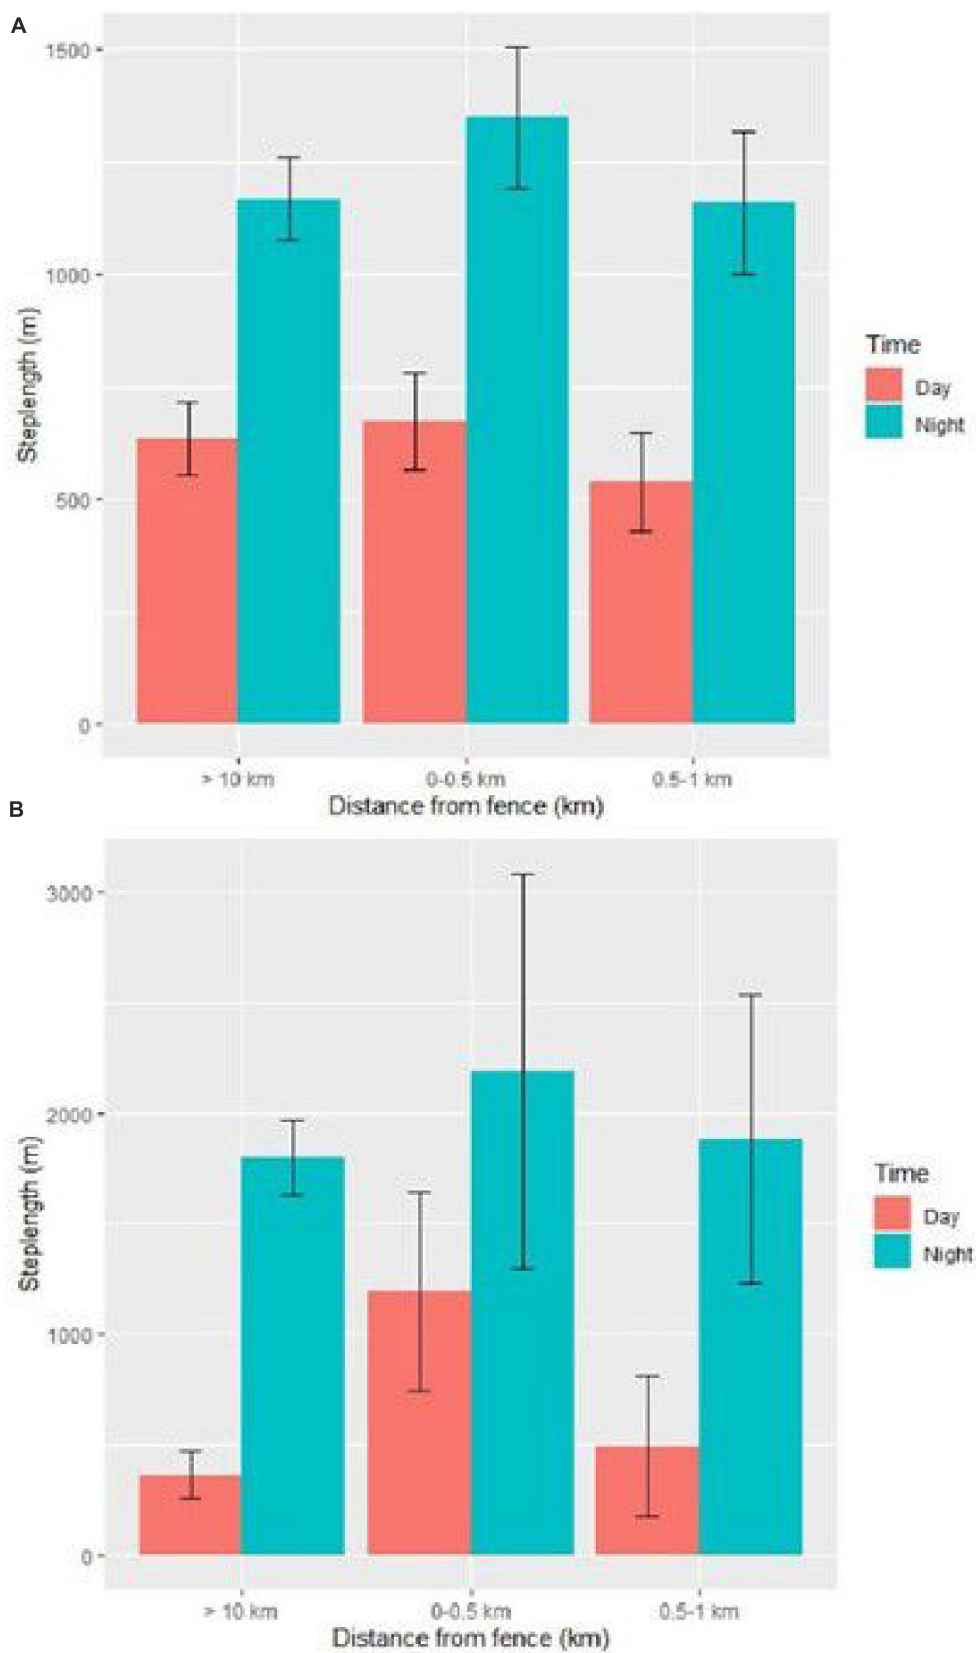 A
1500
1000
500
0
Steplength (m)
> 10 km
0-0.5 km
0.5-1 km
Distance from fence (km)
Time
Day
Night
B
3000
2000
1000
0
Steplength (m)
> 10 km
0-0.5 km
0.5-1 km
Distance from fence (km)
Time
Day
Night